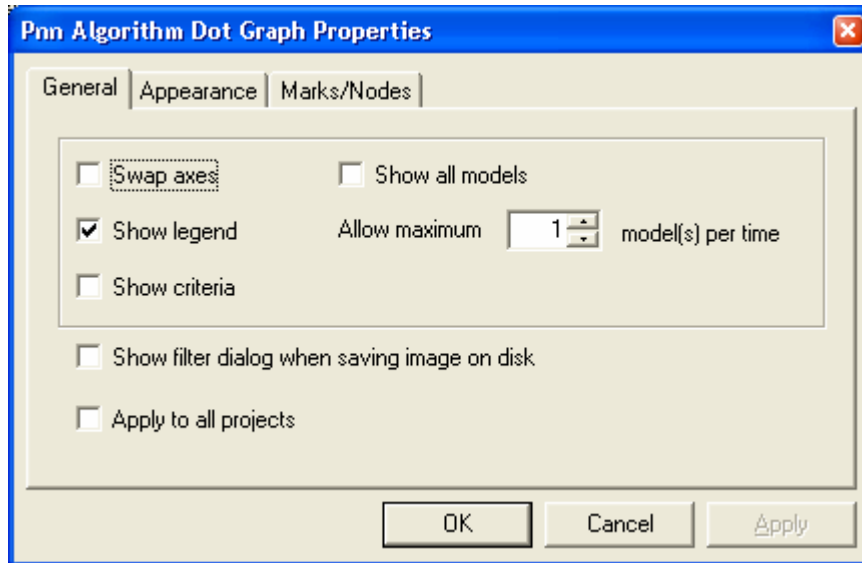 Pnn Algorithm Dot Graph Properties
General Appearance Marks/Nodes
Swap axes Show all models
Show legend Allow maximum 1 model(s) per time
Show criteria
Show filter dialog when saving image on disk
Apply to all projects
OK Cancel Apply